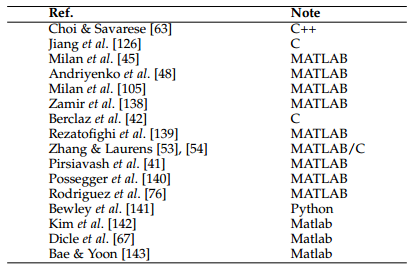 Ref. Note
Choi & Savarese [63] C++
Jiang et al. [126] C
Milan et al. [45] MATLAB
Andriyenko et al. [48] MATLAB
Milan et al. [105] MATLAB
Zamir et al. [138] MATLAB
Berclaz et al. [42] C
Rezatofighi et al. [139] MATLAB
Zhang & Laurens [53], [54] MATLAB/C
Pirsiavash et al. [41] MATLAB
Possegger et al. [140] MATLAB
Rodriguez et al. [76] MATLAB
Bewley et al. [141] Python
Kim et al. [142] Matlab
Dicle et al. [67] Matlab
Bae & Yoon [143] Matlab